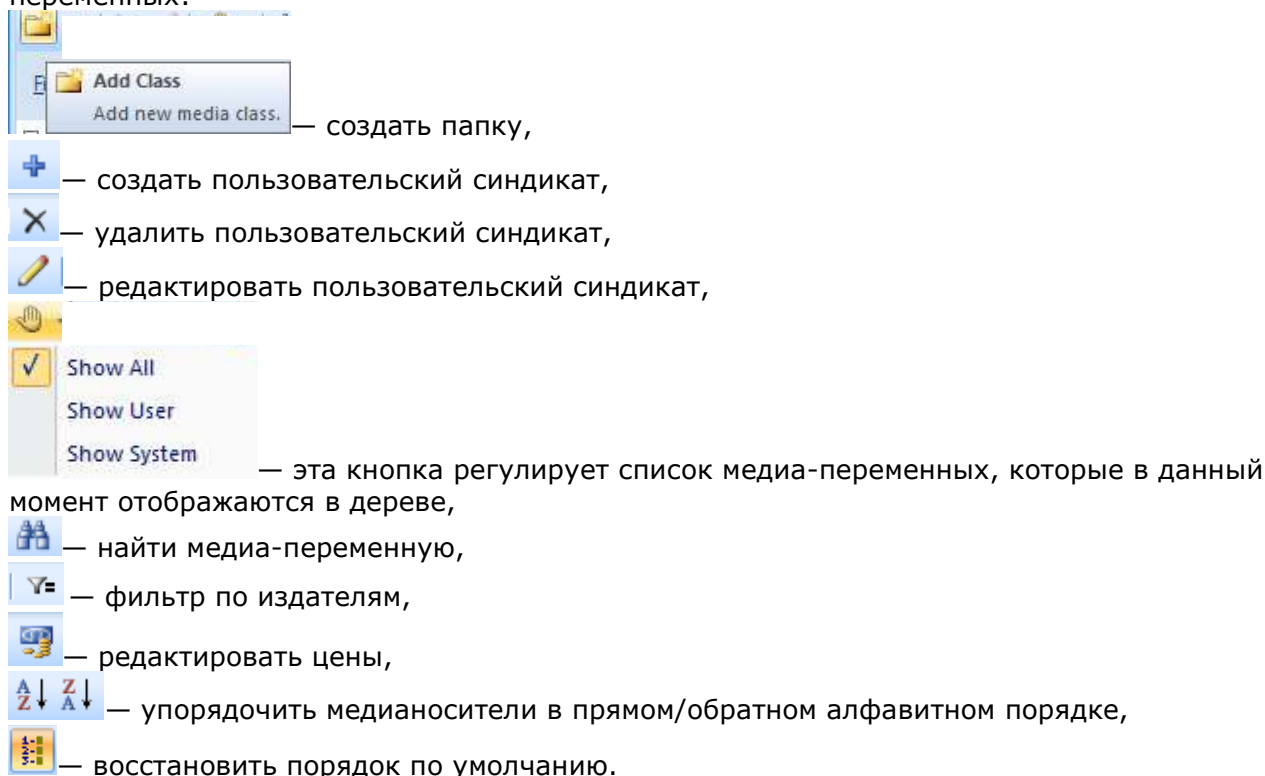 переменных.
Add Class
Add new media class.
— создать папку,
— создать пользовательский синдикат,
— удалить пользовательский синдикат,
— редактировать пользовательский синдикат,
Show All
Show User
Show System
— эта кнопка регулирует список медиа-переменных, которые в данный
момент отображаются в дереве,
— найти медиа-переменную,
— фильтр по издателям,
— редактировать цены,
A Z Z A
— упорядочить медианосители в прямом/обратном алфавитном порядке,
— восстановить порядок по умолчанию.